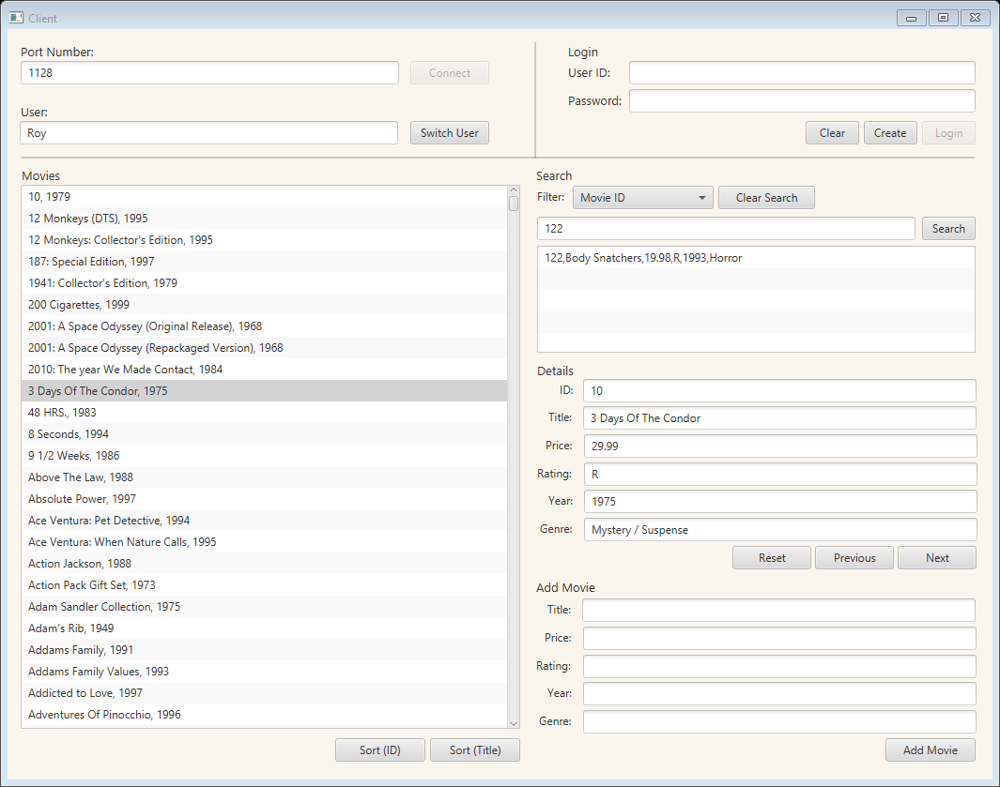 Client
Port Number:
1128
Connect
User:
Roy
Switch User
Login
User ID:
Password:
Clear
Create
Login
Movies
10, 1979
12 Monkeys (DTS), 1995
12 Monkeys: Collector's Edition, 1995
187: Special Edition, 1997
1941: Collector's Edition, 1979
200 Cigarettes, 1999
2001: A Space Odyssey (Original Release), 1968
2001: A Space Odyssey (Repackaged Version), 1968
2010: The year We Made Contact, 1984
3 Days Of The Condor, 1975
48 HRS., 1983
8 Seconds, 1994
9 1/2 Weeks, 1986
Above The Law, 1988
Absolute Power, 1997
Ace Ventura: Pet Detective, 1994
Ace Ventura: When Nature Calls, 1995
Action Jackson, 1988
Action Pack Gift Set, 1973
Adam Sandler Collection, 1975
Adam's Rib, 1949
Addams Family, 1991
Addams Family Values, 1993
Addicted to Love, 1997
Adventures Of Pinocchio, 1996
Sort (ID)
Sort (Title)
Search
Filter:
Movie ID
Clear Search
122
Search
122,Body Snatchers,19.98,R,1993,Horror
Details
ID:
10
Title:
3 Days Of The Condor
Price:
29.99
Rating:
R
Year:
1975
Genre:
Mystery / Suspense
Reset
Previous
Next
Add Movie
Title:
Price:
Rating:
Year:
Genre:
Add Movie